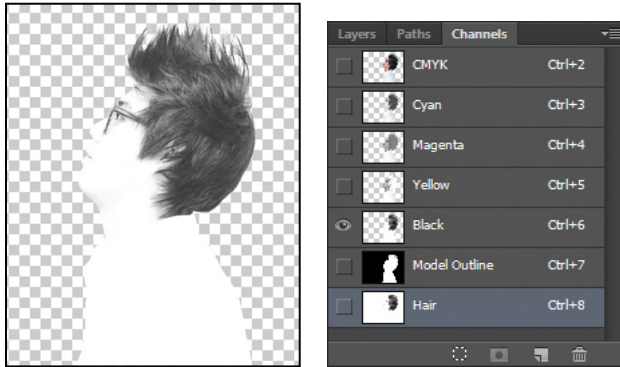 Layers Paths Channels
CMYK Ctrl+2
Cyan Ctrl+3
Magenta Ctrl+4
Yellow Ctrl+5
Black Ctrl+6
Model Outline Ctrl+7
Hair Ctrl+8